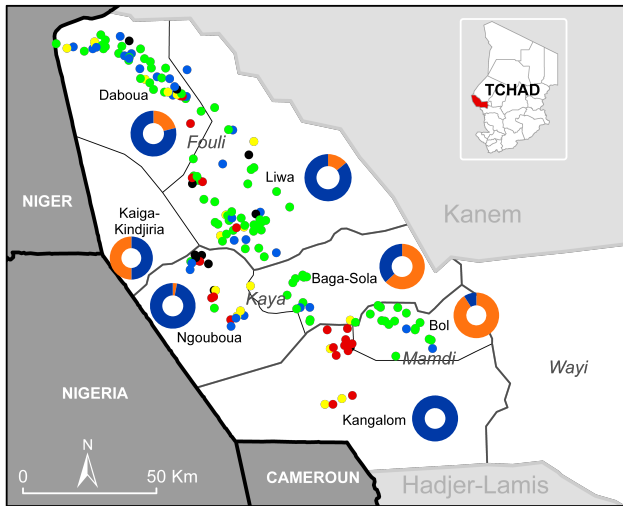 TCHAD
Daboua
Fouli
Liwa
NIGER
Kaiga-
Kindjiria
Kanem
Baga-Sola
Kaya
Ngouboua
Bol
Mamdi
Wayi
NIGERIA
Kangalom
N
0 50 Km
CAMEROUN
Hadjer-Lamis